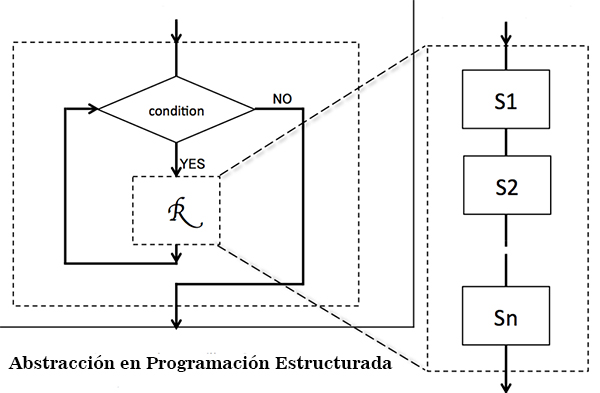 condition
NO
YES
R
S1
S2
Sn
Abstracción en Programación Estructurada